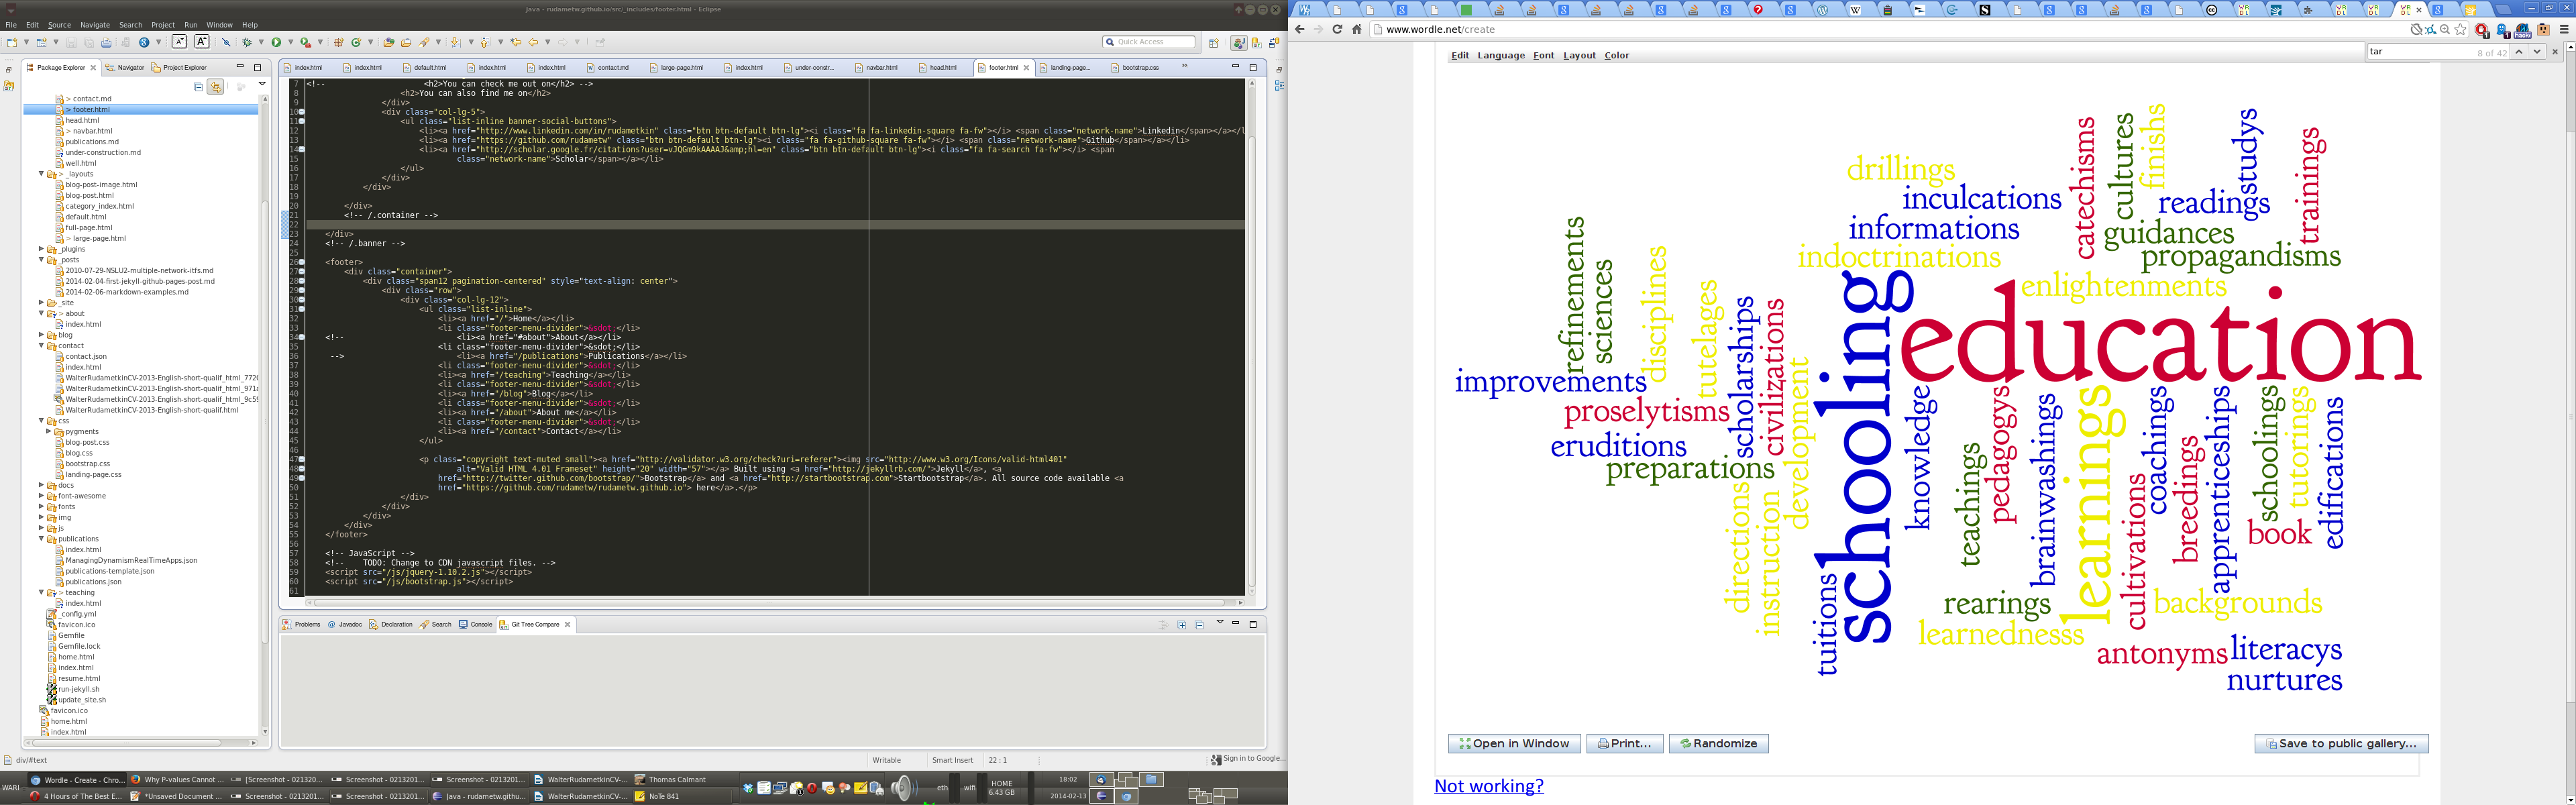 Java - rudametw.github.io/src/_includes/footer.html - Eclipse
File Edit Source Navigate Search Project Run Window Help
Quick Access
Package Explorer Navigator Project Explorer
> contact.md
> footer.html
head.html
> navbar.html
publications.md
under-construction.md
well.html
> _layouts
blog-post-image.html
blog-post.html
category_index.html
default.html
full-page.html
> large-page.html
_plugins
_posts
2010-07-29-NSLU2-multiple-network-itfs.md
2014-02-04-first-jekyll-github-pages-post.md
2014-02-06-markdown-examples.md
_site
> about
index.html
blog
contact
contact.json
index.html
WalterRudametkinCV-2013-English-short-qualif_html_772
WalterRudametkinCV-2013-English-short-qualif_html_971
WalterRudametkinCV-2013-English-short-qualif_html_9c5
WalterRudametkinCV-2013-English-short-qualif.html
css
pygments
blog-post.css
blog.css
bootstrap.css
landing-page.css
docs
font-awesome
fonts
img
js
publications
index.html
ManagingDynamismRealTimeApps.json
publications-template.json
publications.json
> teaching
index.html
_config.yml
favicon.ico
Gemfile
Gemfile.lock
home.html
index.html
resume.html
run-jekyll.sh
update_site.sh
favicon.ico
home.html
index.html
index.html index.html default.html index.html contact.md large-page.html index.html under-constr... navbar.html head.html footer.html landing-page... bootstrap.css
7 <!-- <h2>You can check me out on</h2> -->
8 <h2>You can also find me on</h2>
9 </div>
10 <div class="col-lg-5">
11 <ul class="list-inline banner-social-buttons">
12 <li><a href="http://www.linkedin.com/in/rudametkin" class="btn btn-default btn-lg"><i class="fa fa-linkedin-square fa-fw"></i> <span class="network-name">Linkedin</span></a></l
13 <li><a href="https://github.com/rudametw" class="btn btn-default btn-lg"><i class="fa fa-github-square fa-fw"></i> <span class="network-name">Github</span></a></li>
14 <li><a href="http://scholar.google.fr/citations?user=vJQGm9kAAAAJ&amp;hl=en" class="btn btn-default btn-lg"><i class="fa fa-search fa-fw"></i> <span
15 class="network-name">Scholar</span></a></li>
16 </ul>
17 </div>
18 </div>
19
20 </div>
21 <!-- /.container -->
22
23 </div>
24 <!-- /.banner -->
25
26 <footer>
27 <div class="container">
28 <div class="span12 pagination-centered" style="text-align: center">
29 <div class="row">
30 <div class="col-lg-12">
31 <ul class="list-inline">
32 <li><a href="/">Home</a></li>
33 <li class="footer-menu-divider">&sdot;</li>
34 <!-- <li><a href="#about">About</a></li>
35 <li class="footer-menu-divider">&sdot;</li>
36 --> <li><a href="/publications">Publications</a></li>
37 <li class="footer-menu-divider">&sdot;</li>
38 <li><a href="/teaching">Teaching</a></li>
39 <li class="footer-menu-divider">&sdot;</li>
40 <li><a href="/blog">Blog</a></li>
41 <li class="footer-menu-divider">&sdot;</li>
42 <li><a href="/about">About me</a></li>
43 <li class="footer-menu-divider">&sdot;</li>
44 <li><a href="/contact">Contact</a></li>
45 </ul>
46
47 <p class="copyright text-muted small"><a href="http://validator.w3.org/check?uri=referer"><img src="http://www.w3.org/Icons/valid-html401"
48 alt="Valid HTML 4.01 Frameset" height="20" width="57"></a> Built using <a href="http://jekyllrb.com/">Jekyll</a>, <a
49 href="http://twitter.github.com/bootstrap/">Bootstrap</a> and <a href="http://startbootstrap.com">Startbootstrap</a>. All source code available <a
50 href="https://github.com/rudametw/rudametw.github.io"> here</a>.</p>
51 </div>
52 </div>
53 </div>
54 </div>
55 </footer>
56
57 <!-- JavaScript -->
58 <!-- TODO: Change to CDN javascript files. -->
59 <script src="/js/jquery-1.10.2.js"></script>
60 <script src="/js/bootstrap.js"></script>
61
Problems Javadoc Declaration Search Console Git Tree Compare
div/#text Writable Smart Insert 22 : 1 Sign in to Google...
WARI
Wordle - Create - Chro... Why P-values Cannot ... [Screenshot - 021320... Screenshot - 0213201... Screenshot - 0213201... WalterRudametkinCV-... Thomas Calmant
4 Hours of The Best E... *Unsaved Document ... Screenshot - 0213201... Screenshot - 0213201... Java - rudametw.githu... WalterRudametkinCV-... NoTe 841
eth wifi HOME 6.43 GB
18:02
2014-02-13
www.wordle.net/create
tar 8 of 42
Edit Language Font Layout Color
drillings
inculcations
informations
indoctrinations
catechisms
cultures
finishs
studys
readings
trainings
guidances
propagandisms
enlightenments
education
refinements
sciences
disciplines
tutelages
scholarships
civilizations
development
improvements
proselytisms
eruditions
preparations
schooling
directions
instruction
tuitions
knowledge
teachings
pedagogys
brainwashings
learnings
cultivations
coachings
breedings
apprenticeships
schoolings
tutorings
edifications
book
rearings
learnednesss
backgrounds
antonyms
literacys
nurtures
Open in Window Print... Randomize Save to public gallery...
Not working?